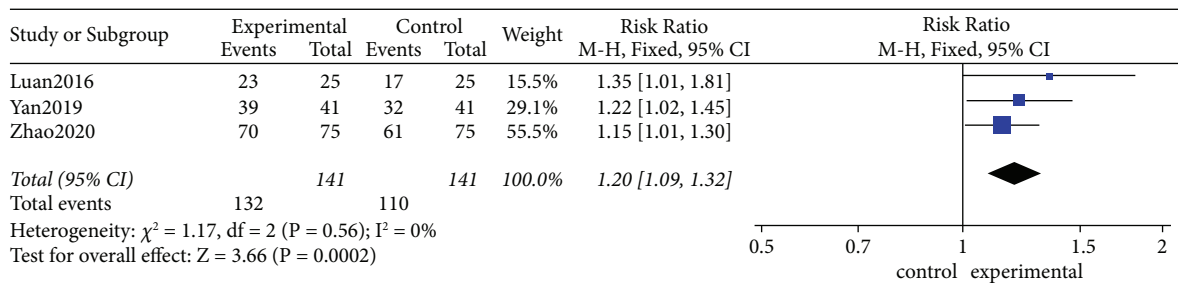 Study or Subgroup Experimental Control Weight Risk Ratio Risk Ratio
Events Total Events Total M-H, Fixed, 95% CI M-H, Fixed, 95% CI
Luan2016 23 25 17 25 15.5% 1.35 [1.01, 1.81]
Yan2019 39 41 32 41 29.1% 1.22 [1.02, 1.45]
Zhao2020 70 75 61 75 55.5% 1.15 [1.01, 1.30]
Total (95% CI) 141 141 100.0% 1.20 [1.09, 1.32]
Total events 132 110
Heterogeneity: χ² = 1.17, df = 2 (P = 0.56); I² = 0%
Test for overall effect: Z = 3.66 (P = 0.0002)
0.5 0.7 1 1.5 2
control experimental